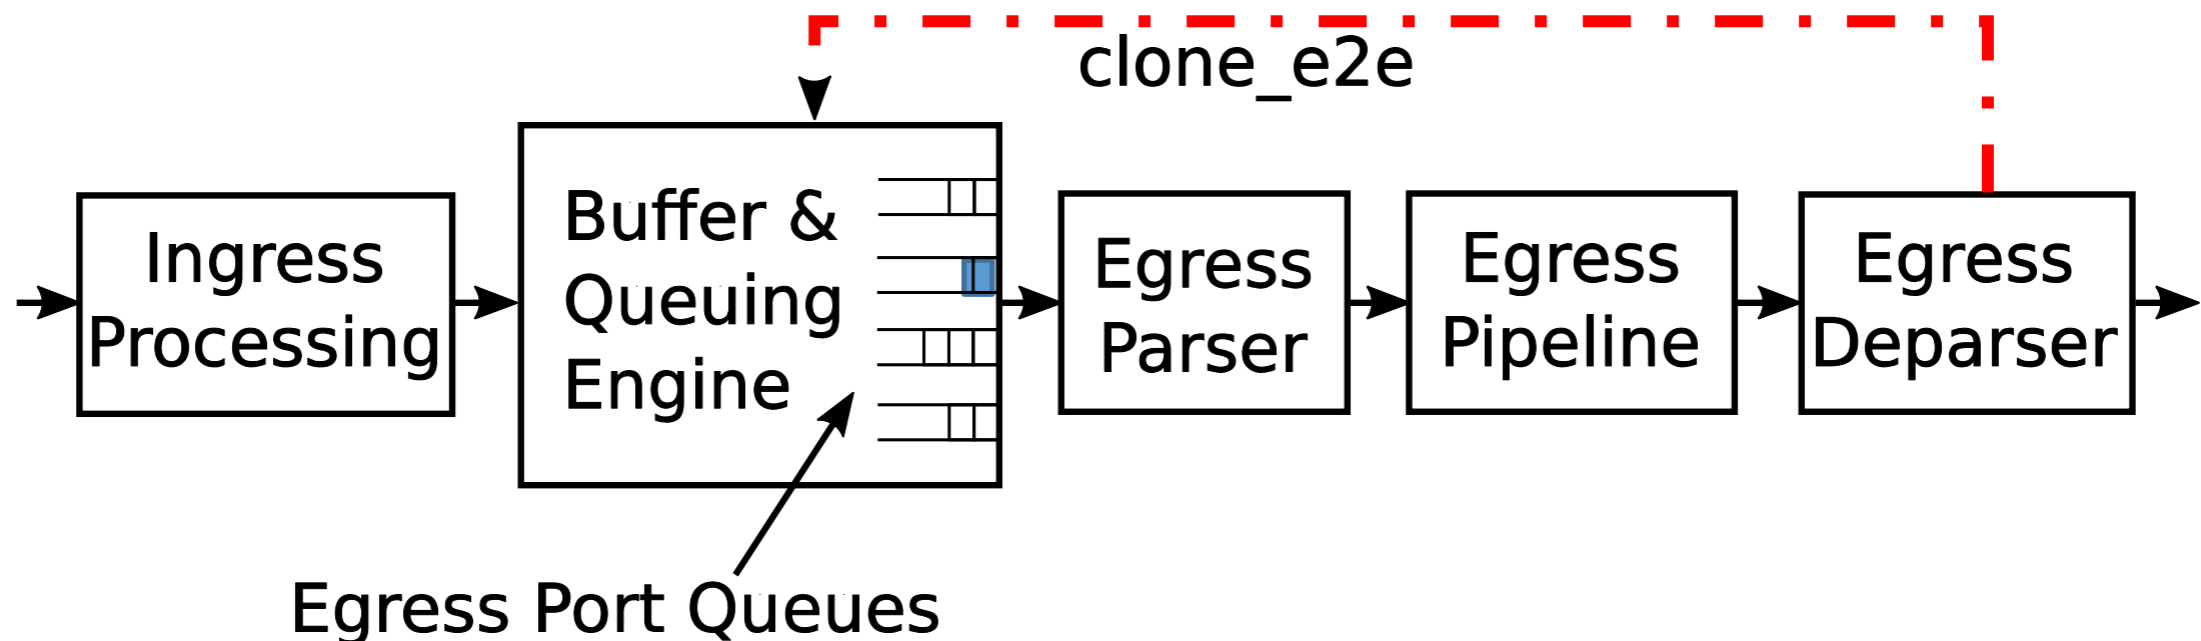 clone_e2e
Ingress
Processing
Buffer &
Queuing
Engine
Egress
Parser
Egress
Pipeline
Egress
Deparser
Egress Port Queues